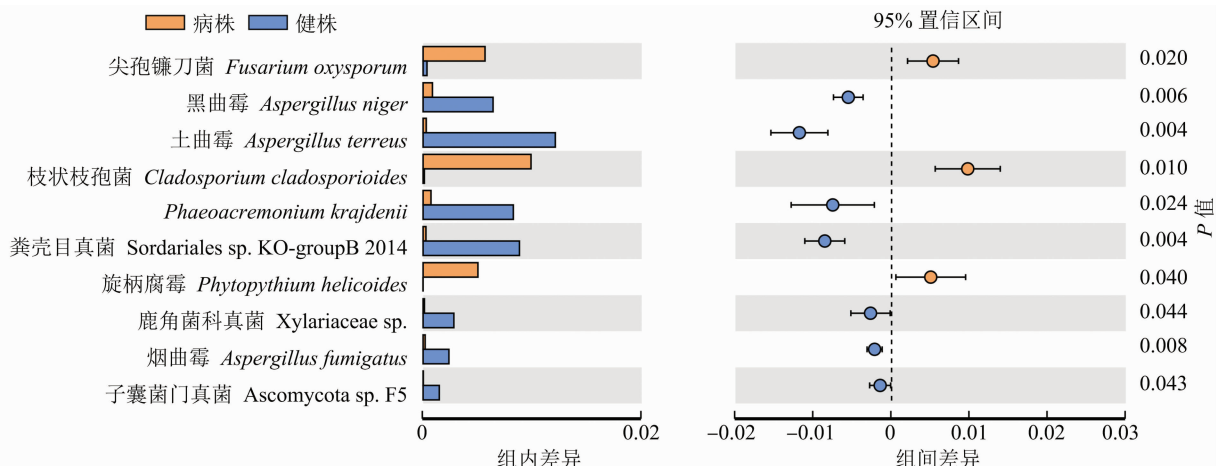 病株 健株
95% 置信区间
尖孢镰刀菌 Fusarium oxysporum 0.020
黑曲霉 Aspergillus niger 0.006
土曲霉 Aspergillus terreus 0.004
枝状枝孢菌 Cladosporium cladosporioides 0.010
Phaeoacremonium krajdenii 0.024
粪壳目真菌 Sordariales sp. KO-groupB 2014 0.004
旋柄腐霉 Phytopythium helicoides 0.040
鹿角菌科真菌 Xylariaceae sp. 0.044
烟曲霉 Aspergillus fumigatus 0.008
子囊菌门真菌 Ascomycota sp. F5 0.043
P 值
0 0.02 −0.02 −0.01 0 0.01 0.02 0.03
组内差异 组间差异